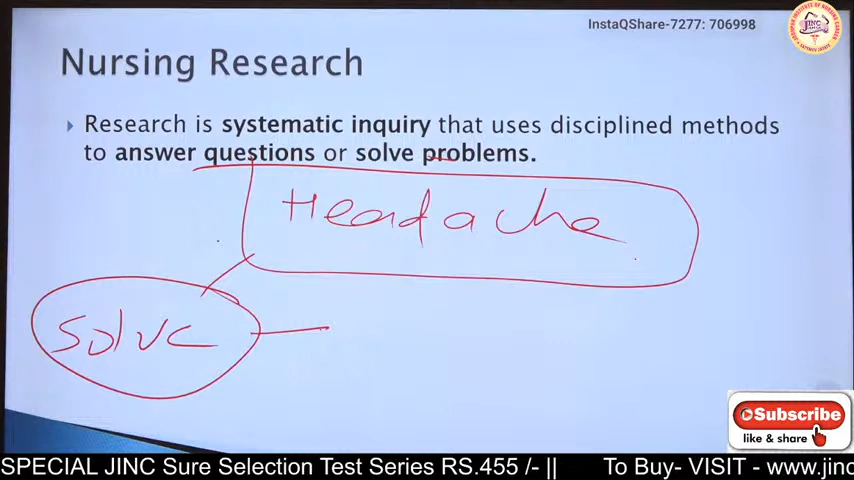 InstaQShare-7277: 706998
JINC
Nursing Research
Research is systematic inquiry that uses disciplined methods
to answer questions or solve problems.
Headache
Solve
Subscribe
like & share
SPECIAL JINC Sure Selection Test Series RS.455 /- || To Buy- VISIT - www.jinc